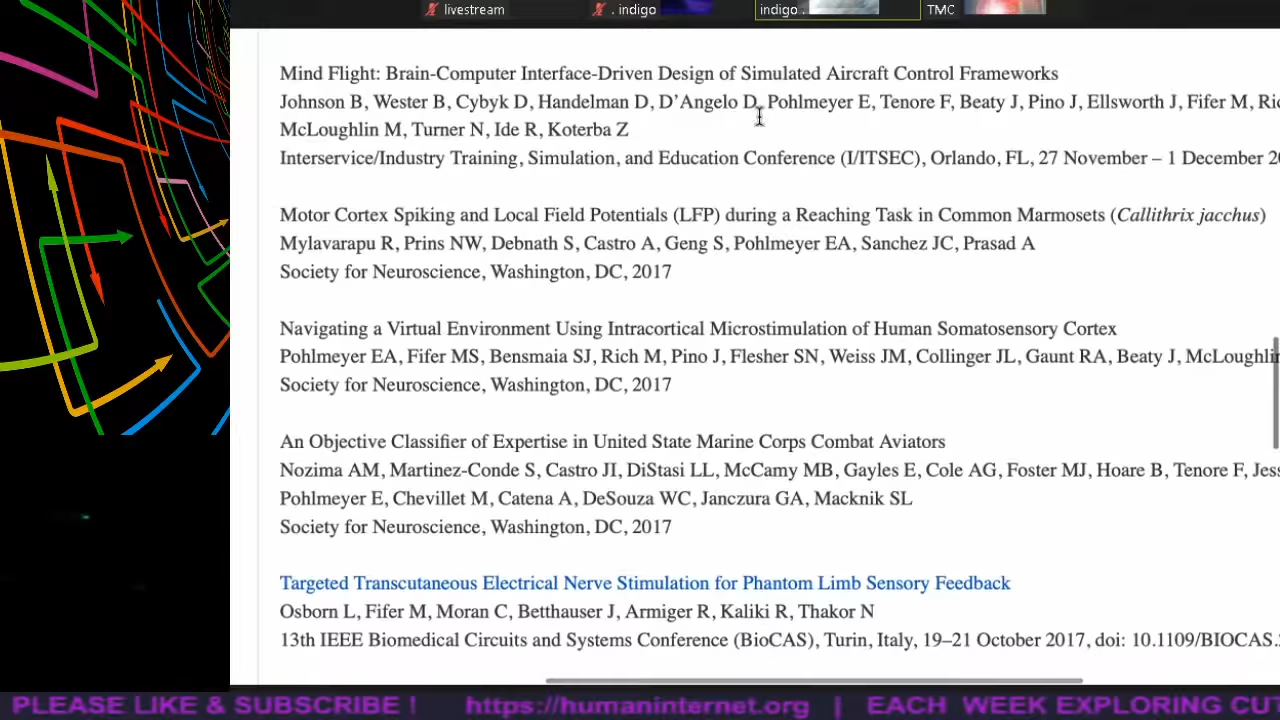 livestream
. indigo
indigo .
TMC
Mind Flight: Brain-Computer Interface-Driven Design of Simulated Aircraft Control Frameworks
Johnson B, Wester B, Cybyk D, Handelman D, D’Angelo D, Pohlmeyer E, Tenore F, Beaty J, Pino J, Ellsworth J, Fifer M, Ric
McLoughlin M, Turner N, Ide R, Koterba Z
Interservice/Industry Training, Simulation, and Education Conference (I/ITSEC), Orlando, FL, 27 November – 1 December 20
Motor Cortex Spiking and Local Field Potentials (LFP) during a Reaching Task in Common Marmosets (Callithrix jacchus)
Mylavarapu R, Prins NW, Debnath S, Castro A, Geng S, Pohlmeyer EA, Sanchez JC, Prasad A
Society for Neuroscience, Washington, DC, 2017
Navigating a Virtual Environment Using Intracortical Microstimulation of Human Somatosensory Cortex
Pohlmeyer EA, Fifer MS, Bensmaia SJ, Rich M, Pino J, Flesher SN, Weiss JM, Collinger JL, Gaunt RA, Beaty J, McLoughlin
Society for Neuroscience, Washington, DC, 2017
An Objective Classifier of Expertise in United State Marine Corps Combat Aviators
Nozima AM, Martinez-Conde S, Castro JI, DiStasi LL, McCamy MB, Gayles E, Cole AG, Foster MJ, Hoare B, Tenore F, Jess
Pohlmeyer E, Chevillet M, Catena A, DeSouza WC, Janczura GA, Macknik SL
Society for Neuroscience, Washington, DC, 2017
Targeted Transcutaneous Electrical Nerve Stimulation for Phantom Limb Sensory Feedback
Osborn L, Fifer M, Moran C, Betthauser J, Armiger R, Kaliki R, Thakor N
13th IEEE Biomedical Circuits and Systems Conference (BioCAS), Turin, Italy, 19–21 October 2017, doi: 10.1109/BIOCAS.
PLEASE LIKE & SUBSCRIBE ! https://humaninternet.org | EACH WEEK EXPLORING CUT